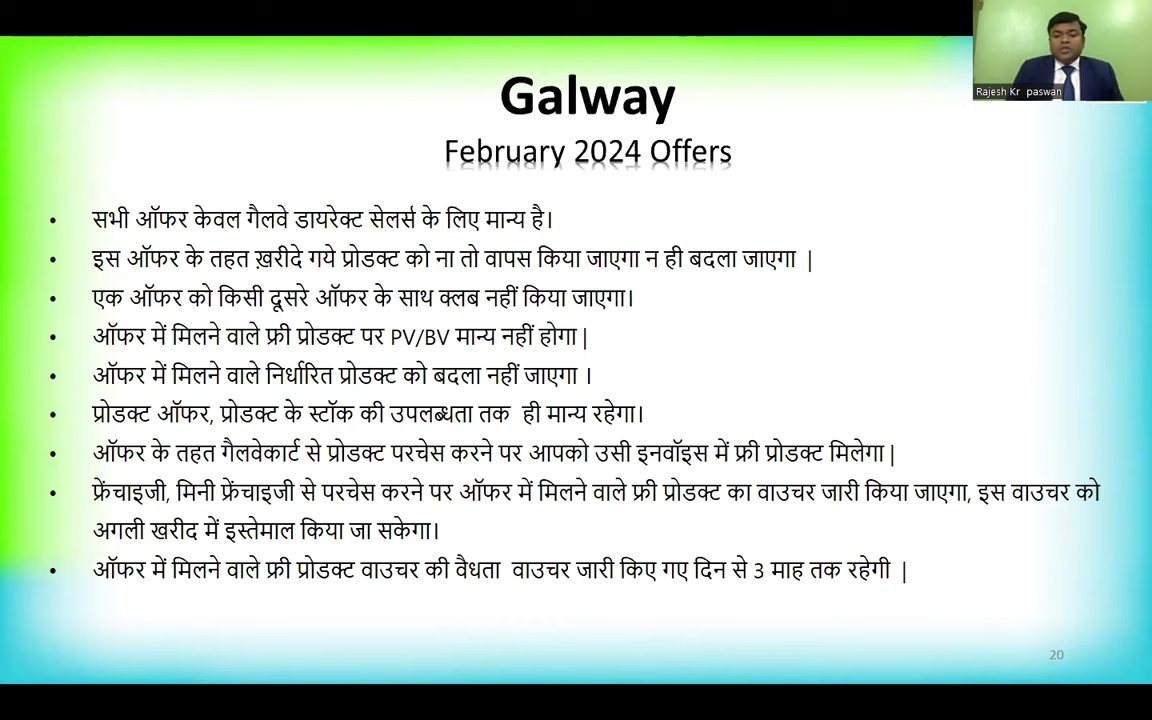 Rajesh Kr paswan
Galway
February 2024 Offers
• सभी ऑफर केवल गैलवे डायरेक्ट सेलर्स के लिए मान्य है।
• इस ऑफर के तहत ख़रीदे गये प्रोडक्ट को ना तो वापस किया जाएगा न ही बदला जाएगा |
• एक ऑफर को किसी दूसरे ऑफर के साथ क्लब नहीं किया जाएगा।
• ऑफर में मिलने वाले फ्री प्रोडक्ट पर PV/BV मान्य नहीं होगा|
• ऑफर में मिलने वाले निर्धारित प्रोडक्ट को बदला नहीं जाएगा ।
• प्रोडक्ट ऑफर, प्रोडक्ट के स्टॉक की उपलब्धता तक ही मान्य रहेगा।
• ऑफर के तहत गैलवेकार्ट से प्रोडक्ट परचेस करने पर आपको उसी इनवॉइस में फ्री प्रोडक्ट मिलेगा|
• फ्रेंचाइजी, मिनी फ्रेंचाइजी से परचेस करने पर ऑफर में मिलने वाले फ्री प्रोडक्ट का वाउचर जारी किया जाएगा, इस वाउचर को
अगली खरीद में इस्तेमाल किया जा सकेगा।
• ऑफर में मिलने वाले फ्री प्रोडक्ट वाउचर की वैधता वाउचर जारी किए गए दिन से 3 माह तक रहेगी |
20